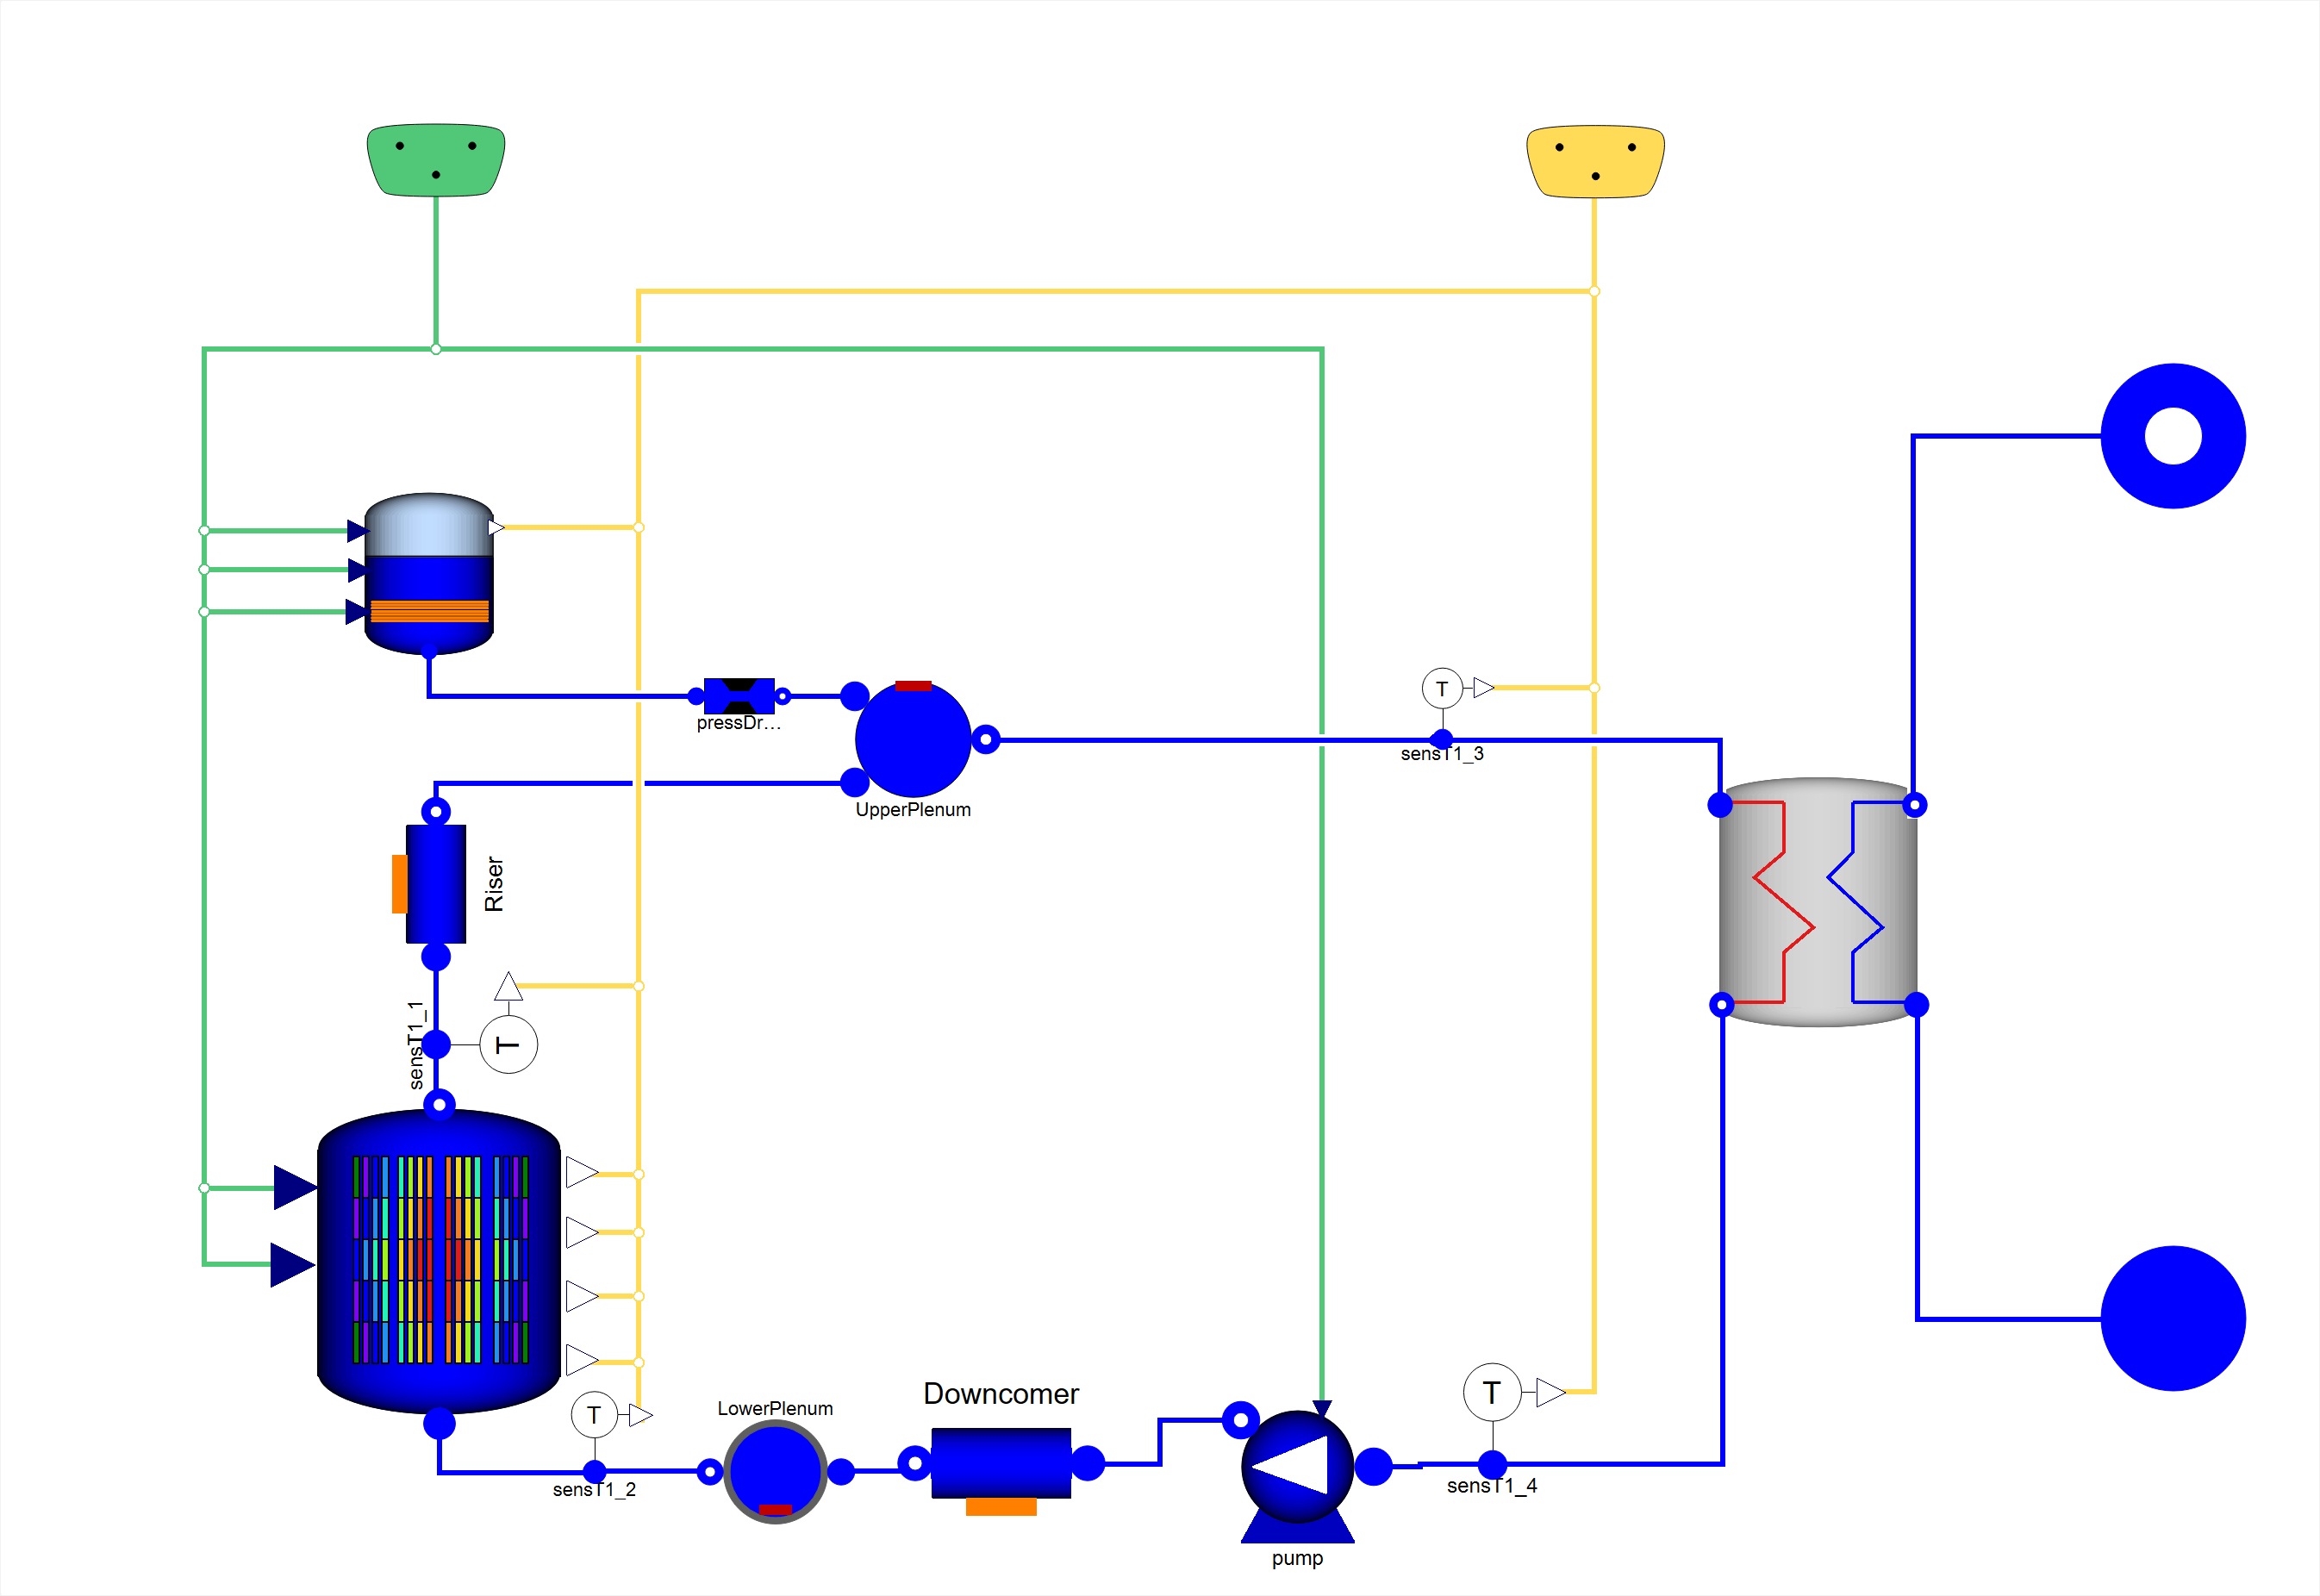 pressDr...
UpperPlenum
T
sensT1_3
Riser
sensT1_1
T
LowerPlenum
Downcomer
T
sensT1_2
T
sensT1_4
pump